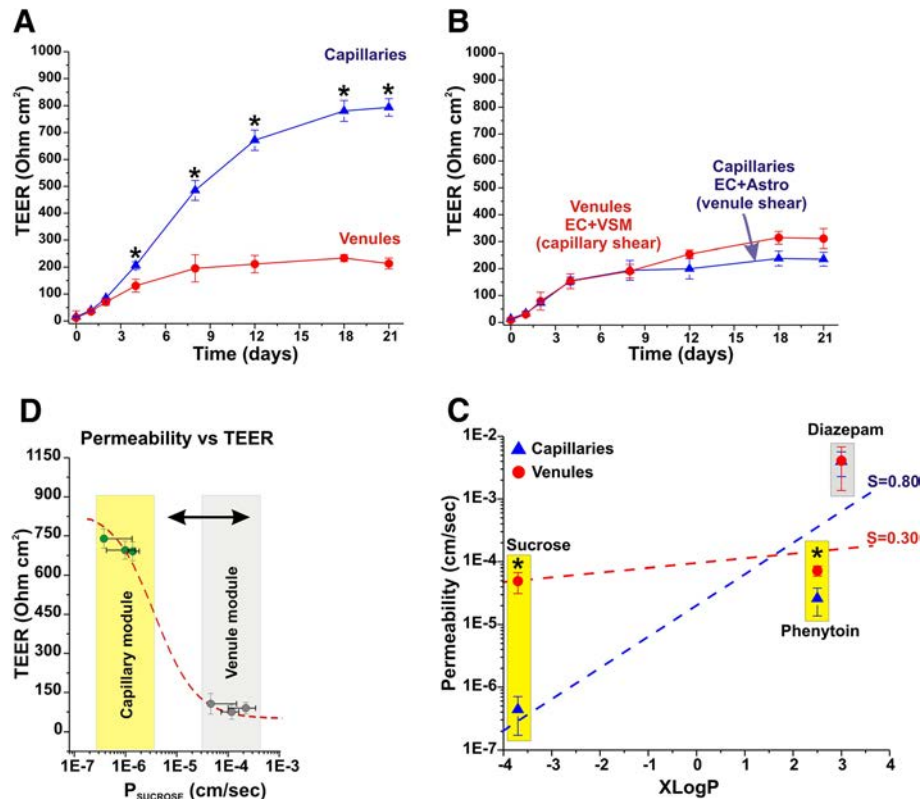 A
1000
900
800
700
600
500
400
300
200
100
0
TEER (Ohm cm²)
Capillaries
*
*
*
*
*
Venules
0
3
6
9
12
15
18
21
Time (days)
B
1000
900
800
700
600
500
400
300
200
100
0
TEER (Ohm cm²)
Venules
EC+VSM
(capillary shear)
Capillaries
EC+Astro
(venule shear)
0
3
6
9
12
15
18
21
Time (days)
D
Permeability vs TEER
1150
900
750
600
450
300
150
0
TEER (Ohm cm²)
Capillary module
Venule module
1E-7
1E-6
1E-5
1E-4
1E-3
P_SUCROSE (cm/sec)
C
1E-2
1E-3
1E-4
1E-5
1E-6
1E-7
Permeability (cm/sec)
Capillaries
Venules
Diazepam
S=0.80
S=0.30
Sucrose
*
*
Phenytoin
-4
-3
-2
-1
0
1
2
3
4
XLogP